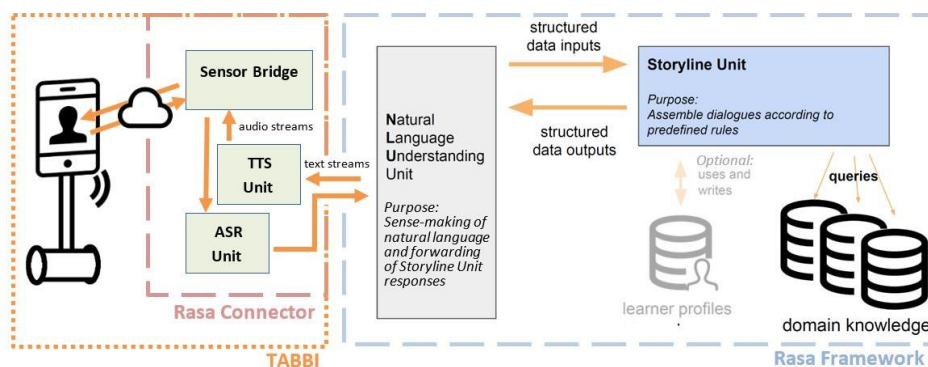 Sensor Bridge
audio streams
TTS
Unit
text streams
ASR
Unit
Rasa Connector
TABBI
Natural
Language
Understanding
Unit
Purpose:
Sense-making of
natural language
and forwarding
of Storyline Unit
responses
structured
data inputs
structured
data outputs
Storyline Unit
Purpose:
Assemble dialogues according to
predefined rules
Optional:
uses and
writes
queries
learner profiles
.
domain knowledge
Rasa Framework